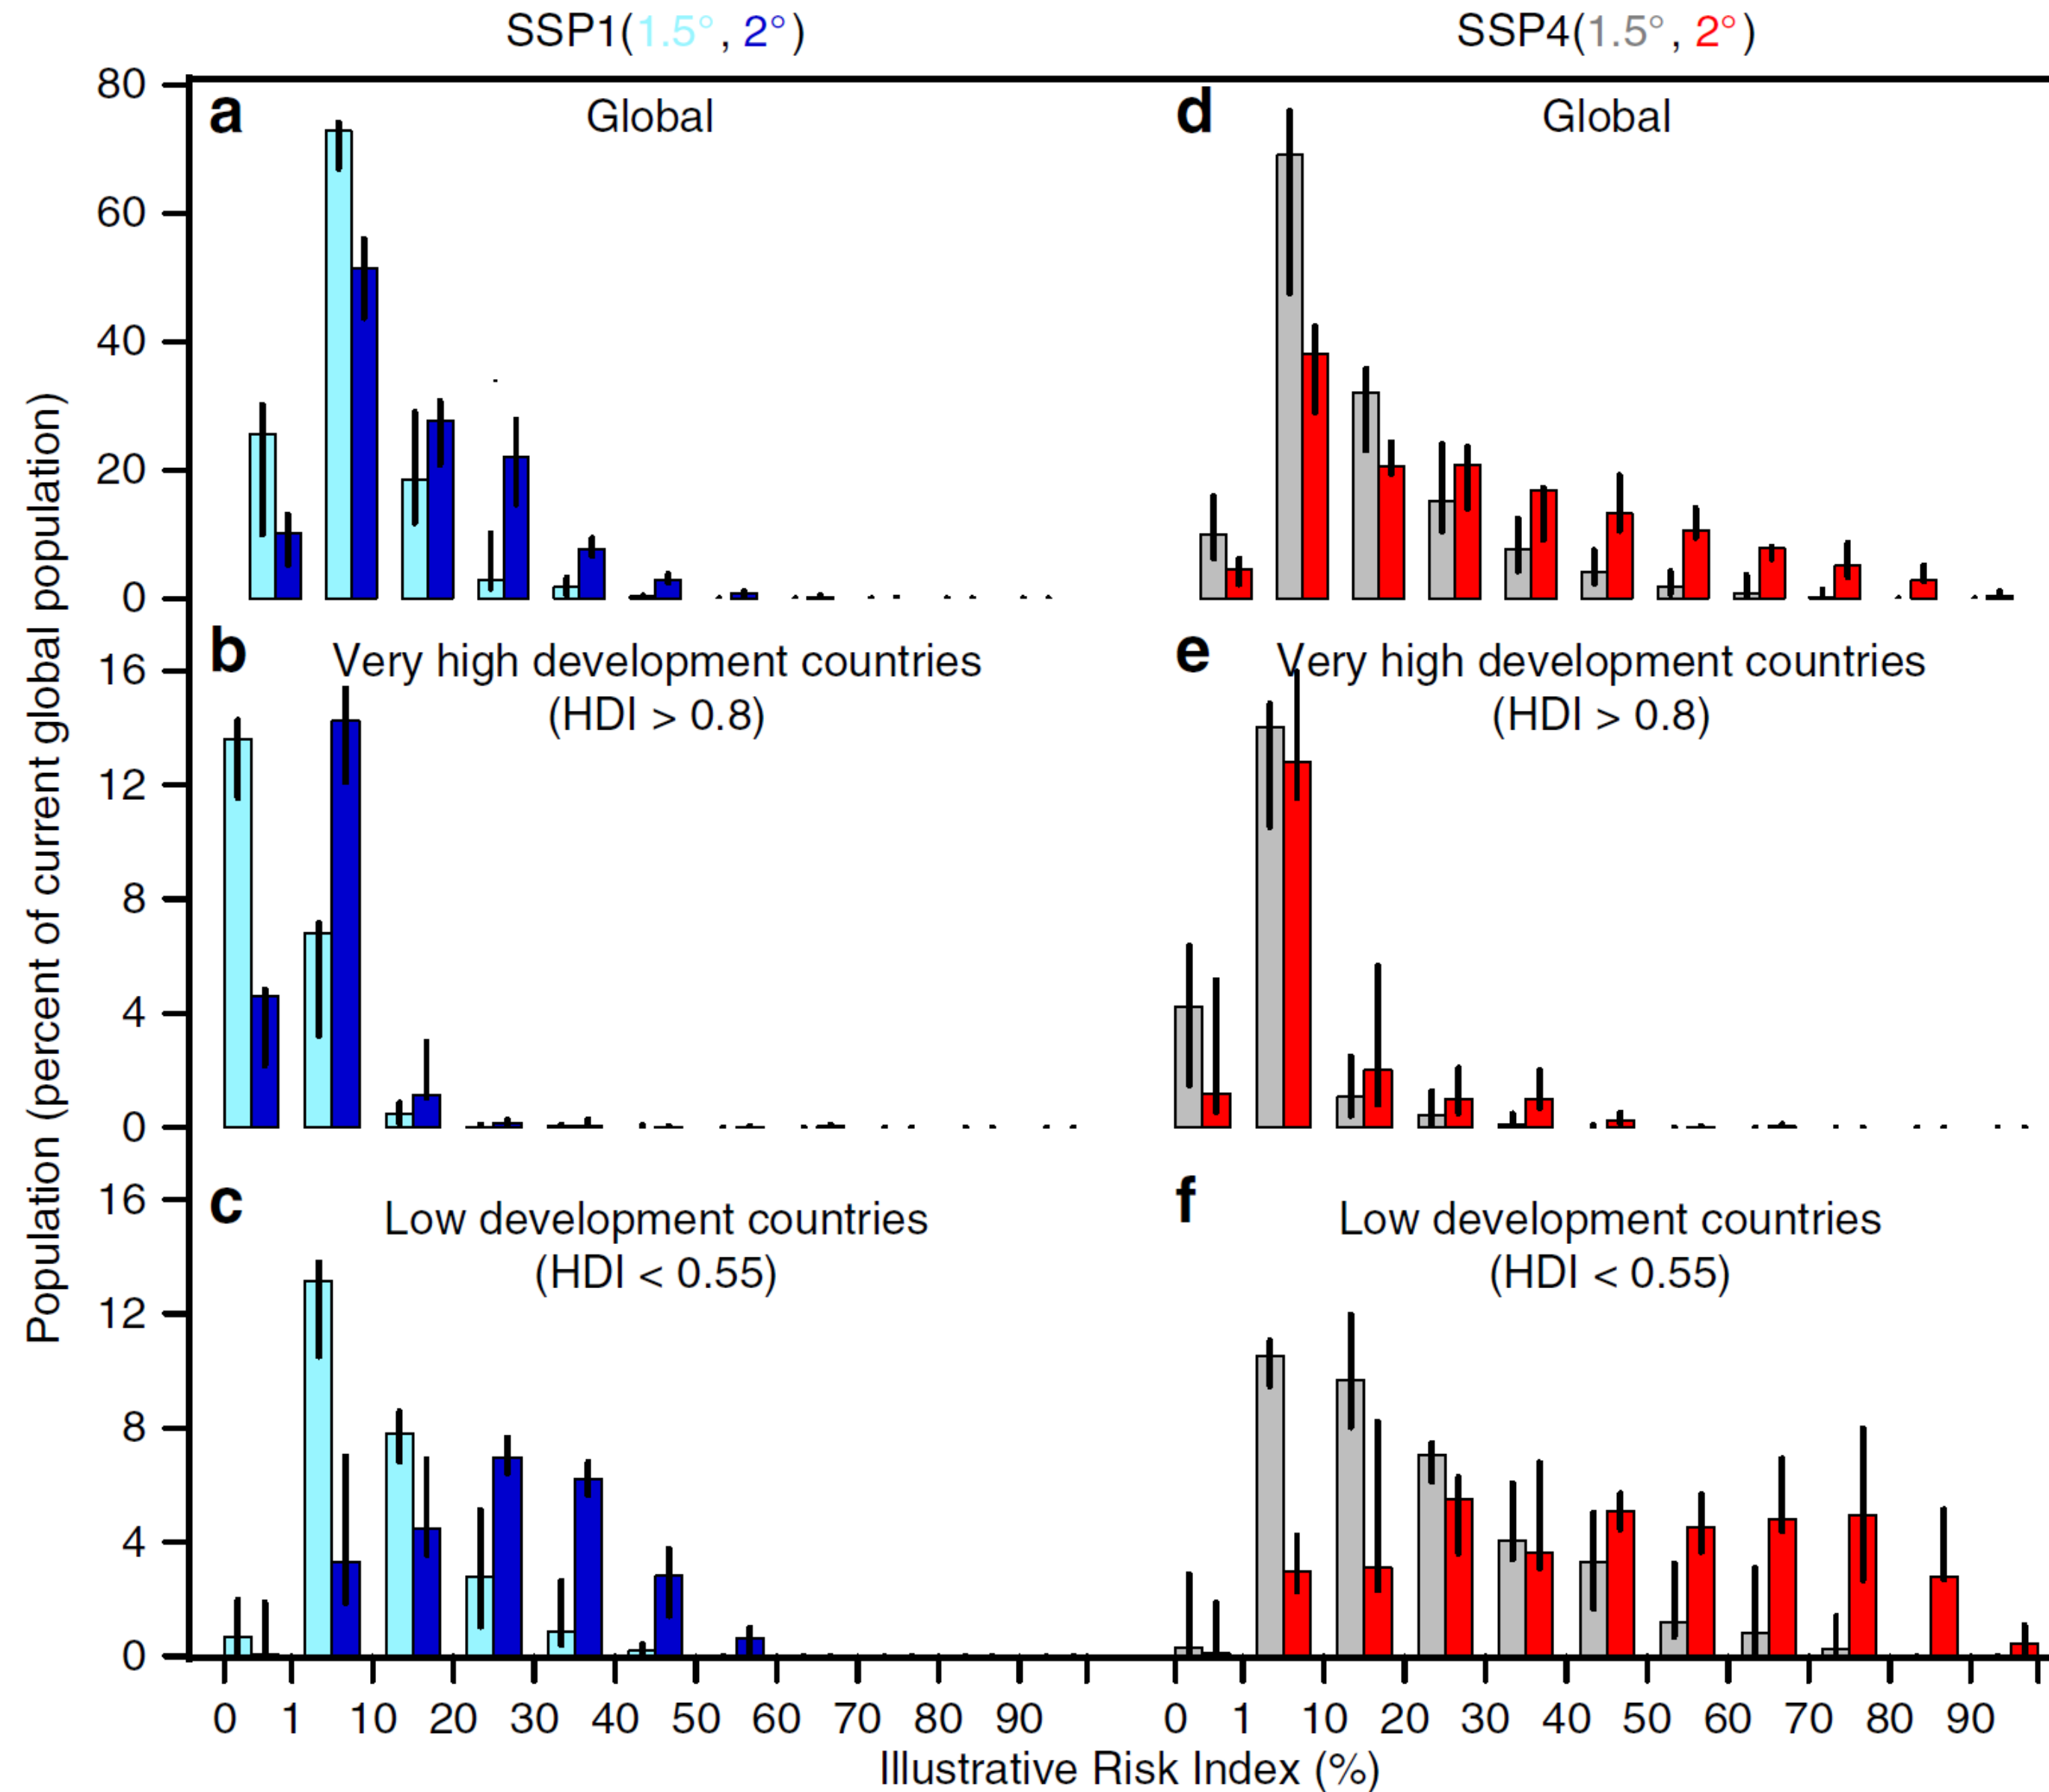 SSP1(1.5°, 2°)
SSP4(1.5°, 2°)
Population (percent of current global population)
80
60
40
20
0
a
Global
d
Global
16
12
8
4
0
b
Very high development countries
(HDI > 0.8)
e
Very high development countries
(HDI > 0.8)
16
12
8
4
0
c
Low development countries
(HDI < 0.55)
f
Low development countries
(HDI < 0.55)
0 1 10 20 30 40 50 60 70 80 90
0 1 10 20 30 40 50 60 70 80 90
Illustrative Risk Index (%)